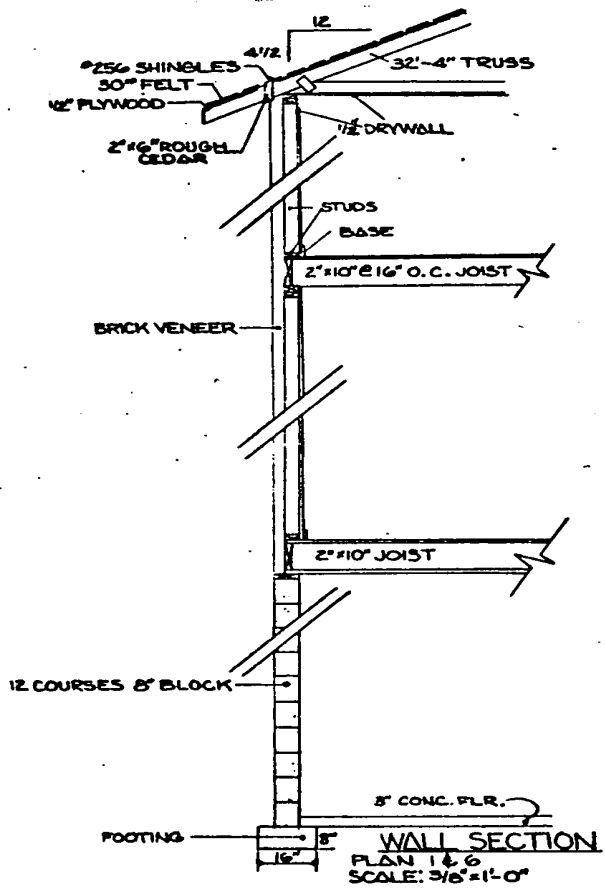 12
4 1/2
#256 SHINGLES
30# FELT
1/2" PLYWOOD
2"x6" ROUGH
CEDAR
32'-4" TRUSS
1/2 DRYWALL
STUDS
BASE
2"x10"@16" O.C. JOIST
BRICK VENEER
2"x10" JOIST
12 COURSES 8" BLOCK
3" CONC. FLR.
FOOTING
8"
16"
WALL SECTION
PLAN 1 & 6
SCALE: 3/8"=1'-0"